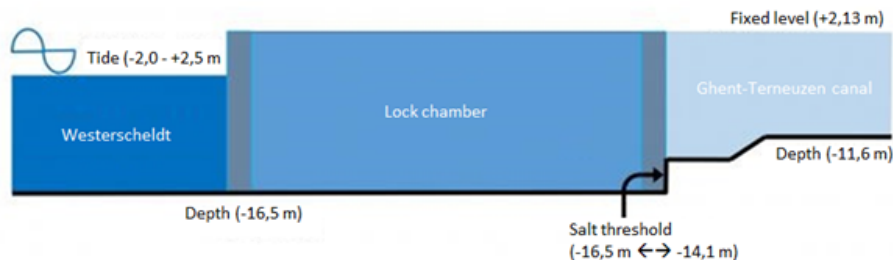 Fixed level (+2,13 m)
Tide (-2,0 - +2,5 m
Ghent-Terneuzen canal
Lock chamber
Westerscheldt
Depth (-11,6 m)
Depth (-16,5 m)
Salt threshold
(-16,5 m ←→ -14,1 m)